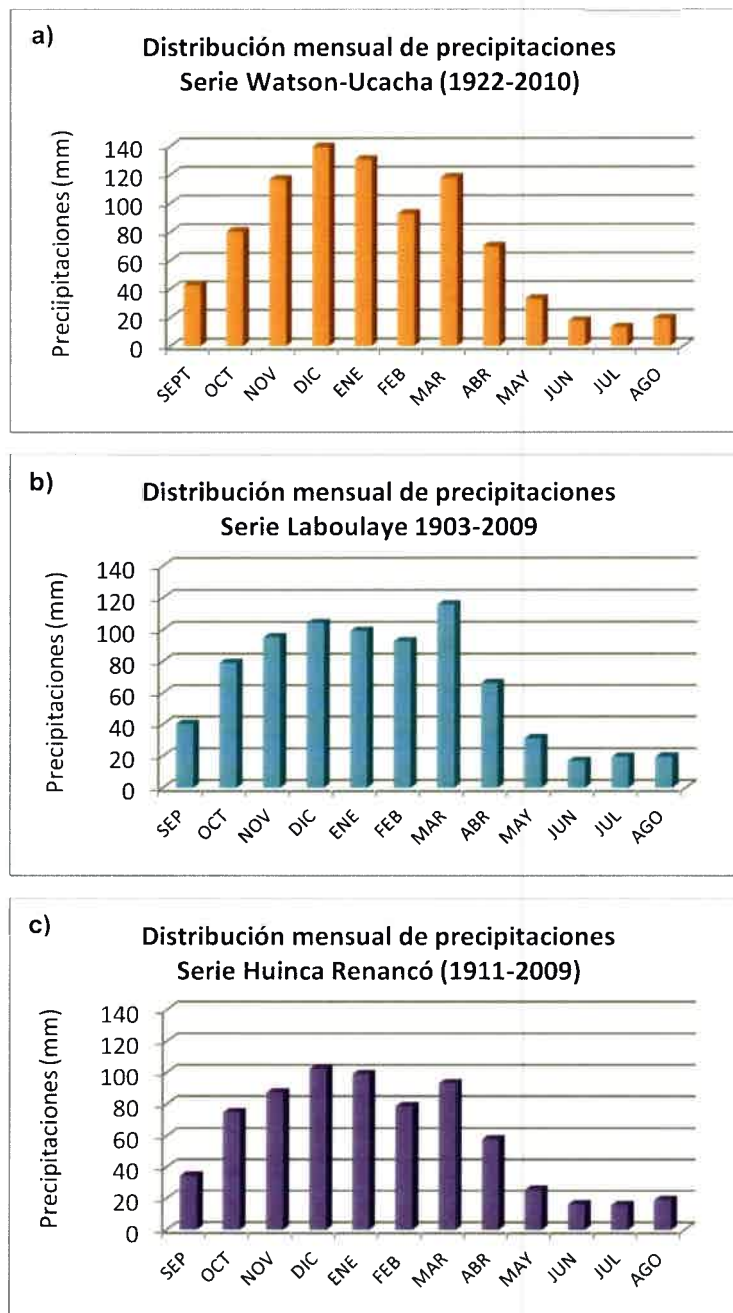 a)
Distribución mensual de precipitaciones
Serie Watson-Ucacha (1922-2010)
Preciipitaciones (mm)
140
120
100
80
60
40
20
0
SEPT OCT NOV DIC ENE FEB MAR ABR MAY JUN JUL AGO
b)
Distribución mensual de precipitaciones
Serie Laboulaye 1903-2009
Precipitaciones (mm)
140
120
100
80
60
40
20
0
SEP OCT NOV DIC ENE FEB MAR ABR MAY JUN JUL AGO
c)
Distribución mensual de precipitaciones
Serie Huinca Renancó (1911-2009)
Precipitaciones (mm)
140
120
100
80
60
40
20
0
SEP OCT NOV DIC ENE FEB MAR ABR MAY JUN JUL AGO